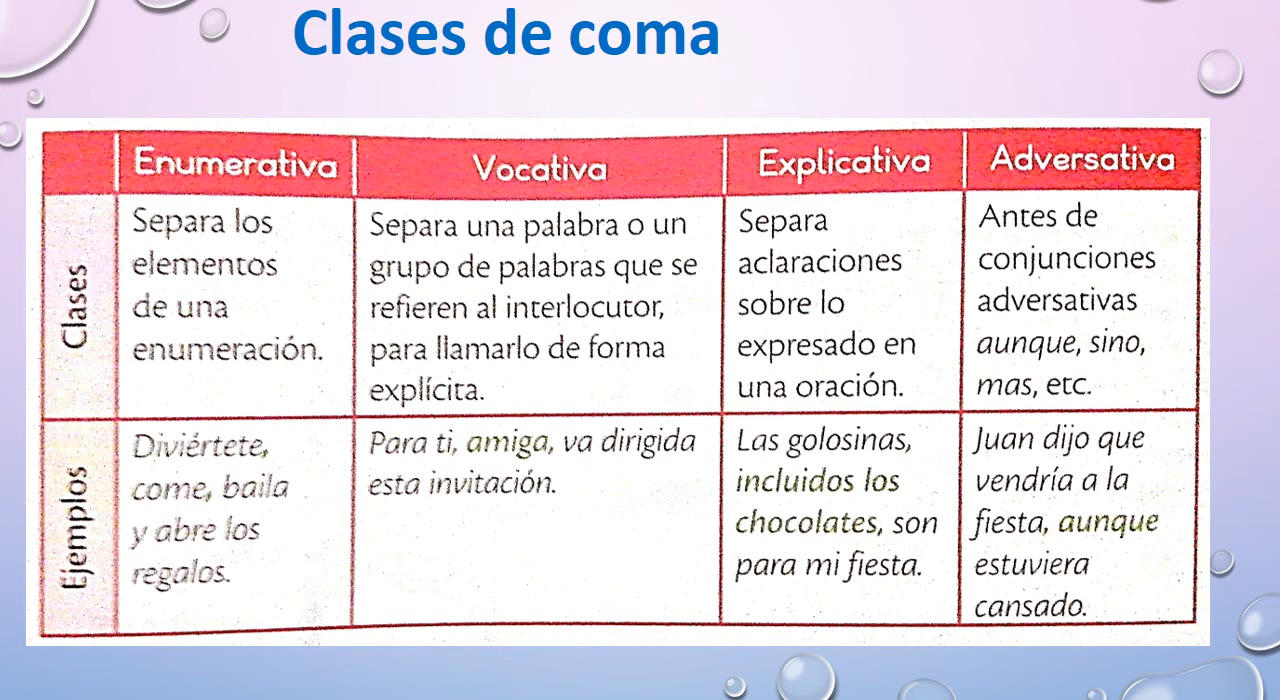 Clases de coma
Enumerativa
Vocativa
Explicativa
Adversativa
Clases
Separa los
elementos
de una
enumeración.
Separa una palabra o un
grupo de palabras que se
refieren al interlocutor,
para llamarlo de forma
explícita.
Separa
aclaraciones
sobre lo
expresado en
una oración.
Antes de
conjunciones
adversativas
aunque, sino,
mas, etc.
Ejemplos
Diviértete,
come, baila
y abre los
regalos.
Para ti, amiga, va dirigida
esta invitación.
Las golosinas,
incluidos los
chocolates, son
para mi fiesta.
Juan dijo que
vendría a la
fiesta, aunque
estuviera
cansado.